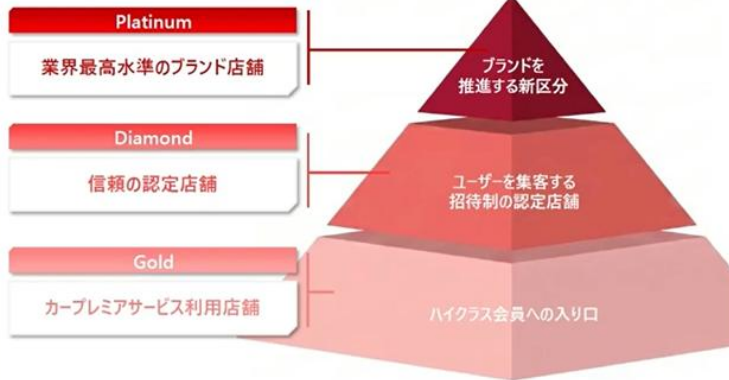 Platinum
業界最高水準のブランド店舗
ブランドを
推進する新区分
Diamond
信頼の認定店舗
ユーザーを集客する
招待制の認定店舗
Gold
カープレミアサービス利用店舗
ハイクラス会員への入り口